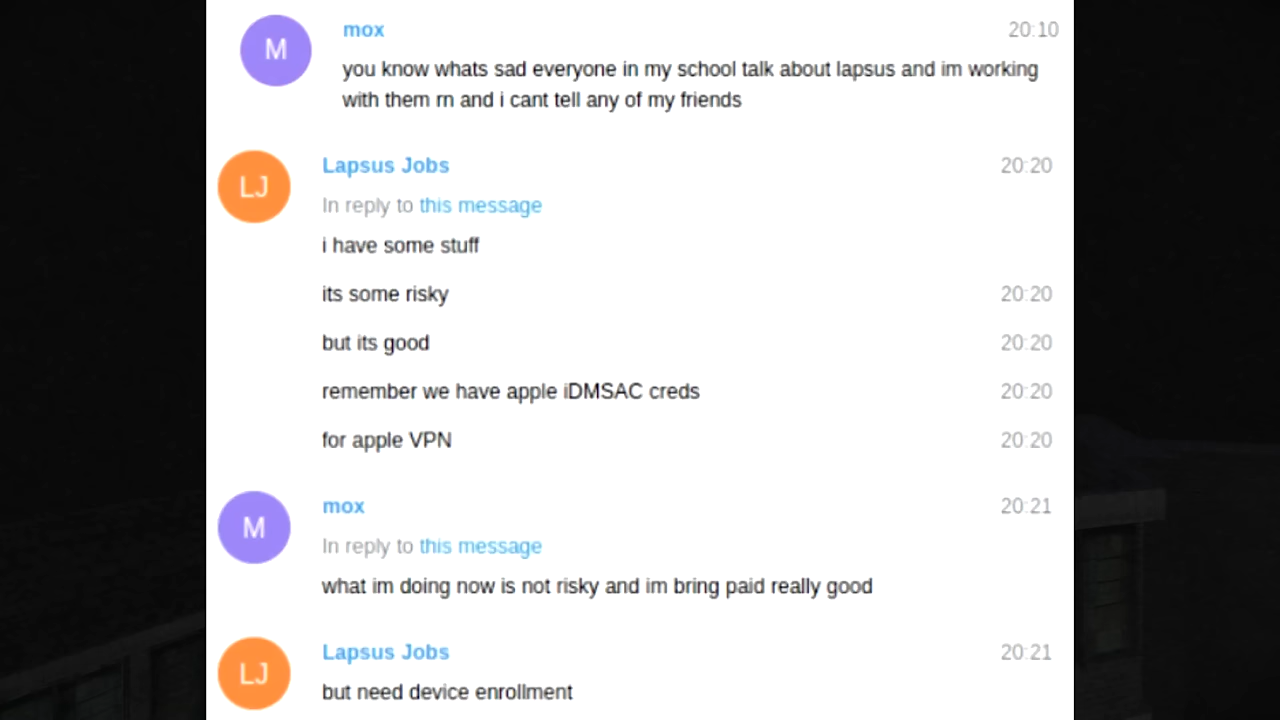 M
mox 20:10
you know whats sad everyone in my school talk about lapsus and im working
with them rn and i cant tell any of my friends
LJ
Lapsus Jobs 20:20
In reply to this message
i have some stuff
its some risky 20:20
but its good 20:20
remember we have apple iDMSAC creds 20:20
for apple VPN 20:20
M
mox 20:21
In reply to this message
what im doing now is not risky and im bring paid really good
LJ
Lapsus Jobs 20:21
but need device enrollment